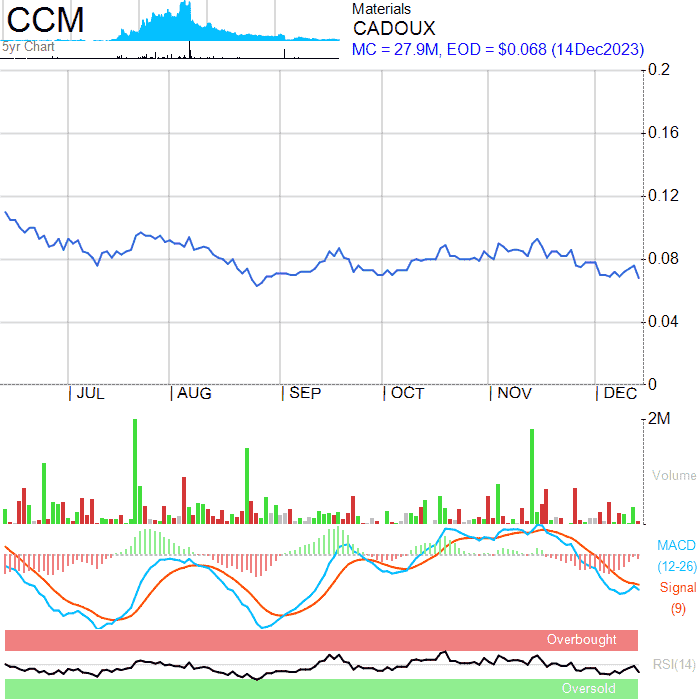 CCM
5yr Chart
Materials
CADOUX
MC = 27.9M, EOD = $0.068 (14Dec2023)
0.2
0.16
0.12
0.08
0.04
0
JUL AUG SEP OCT NOV DEC
2M
Volume
MACD
(12-26)
Signal
(9)
Overbought
RSI(14)
Oversold